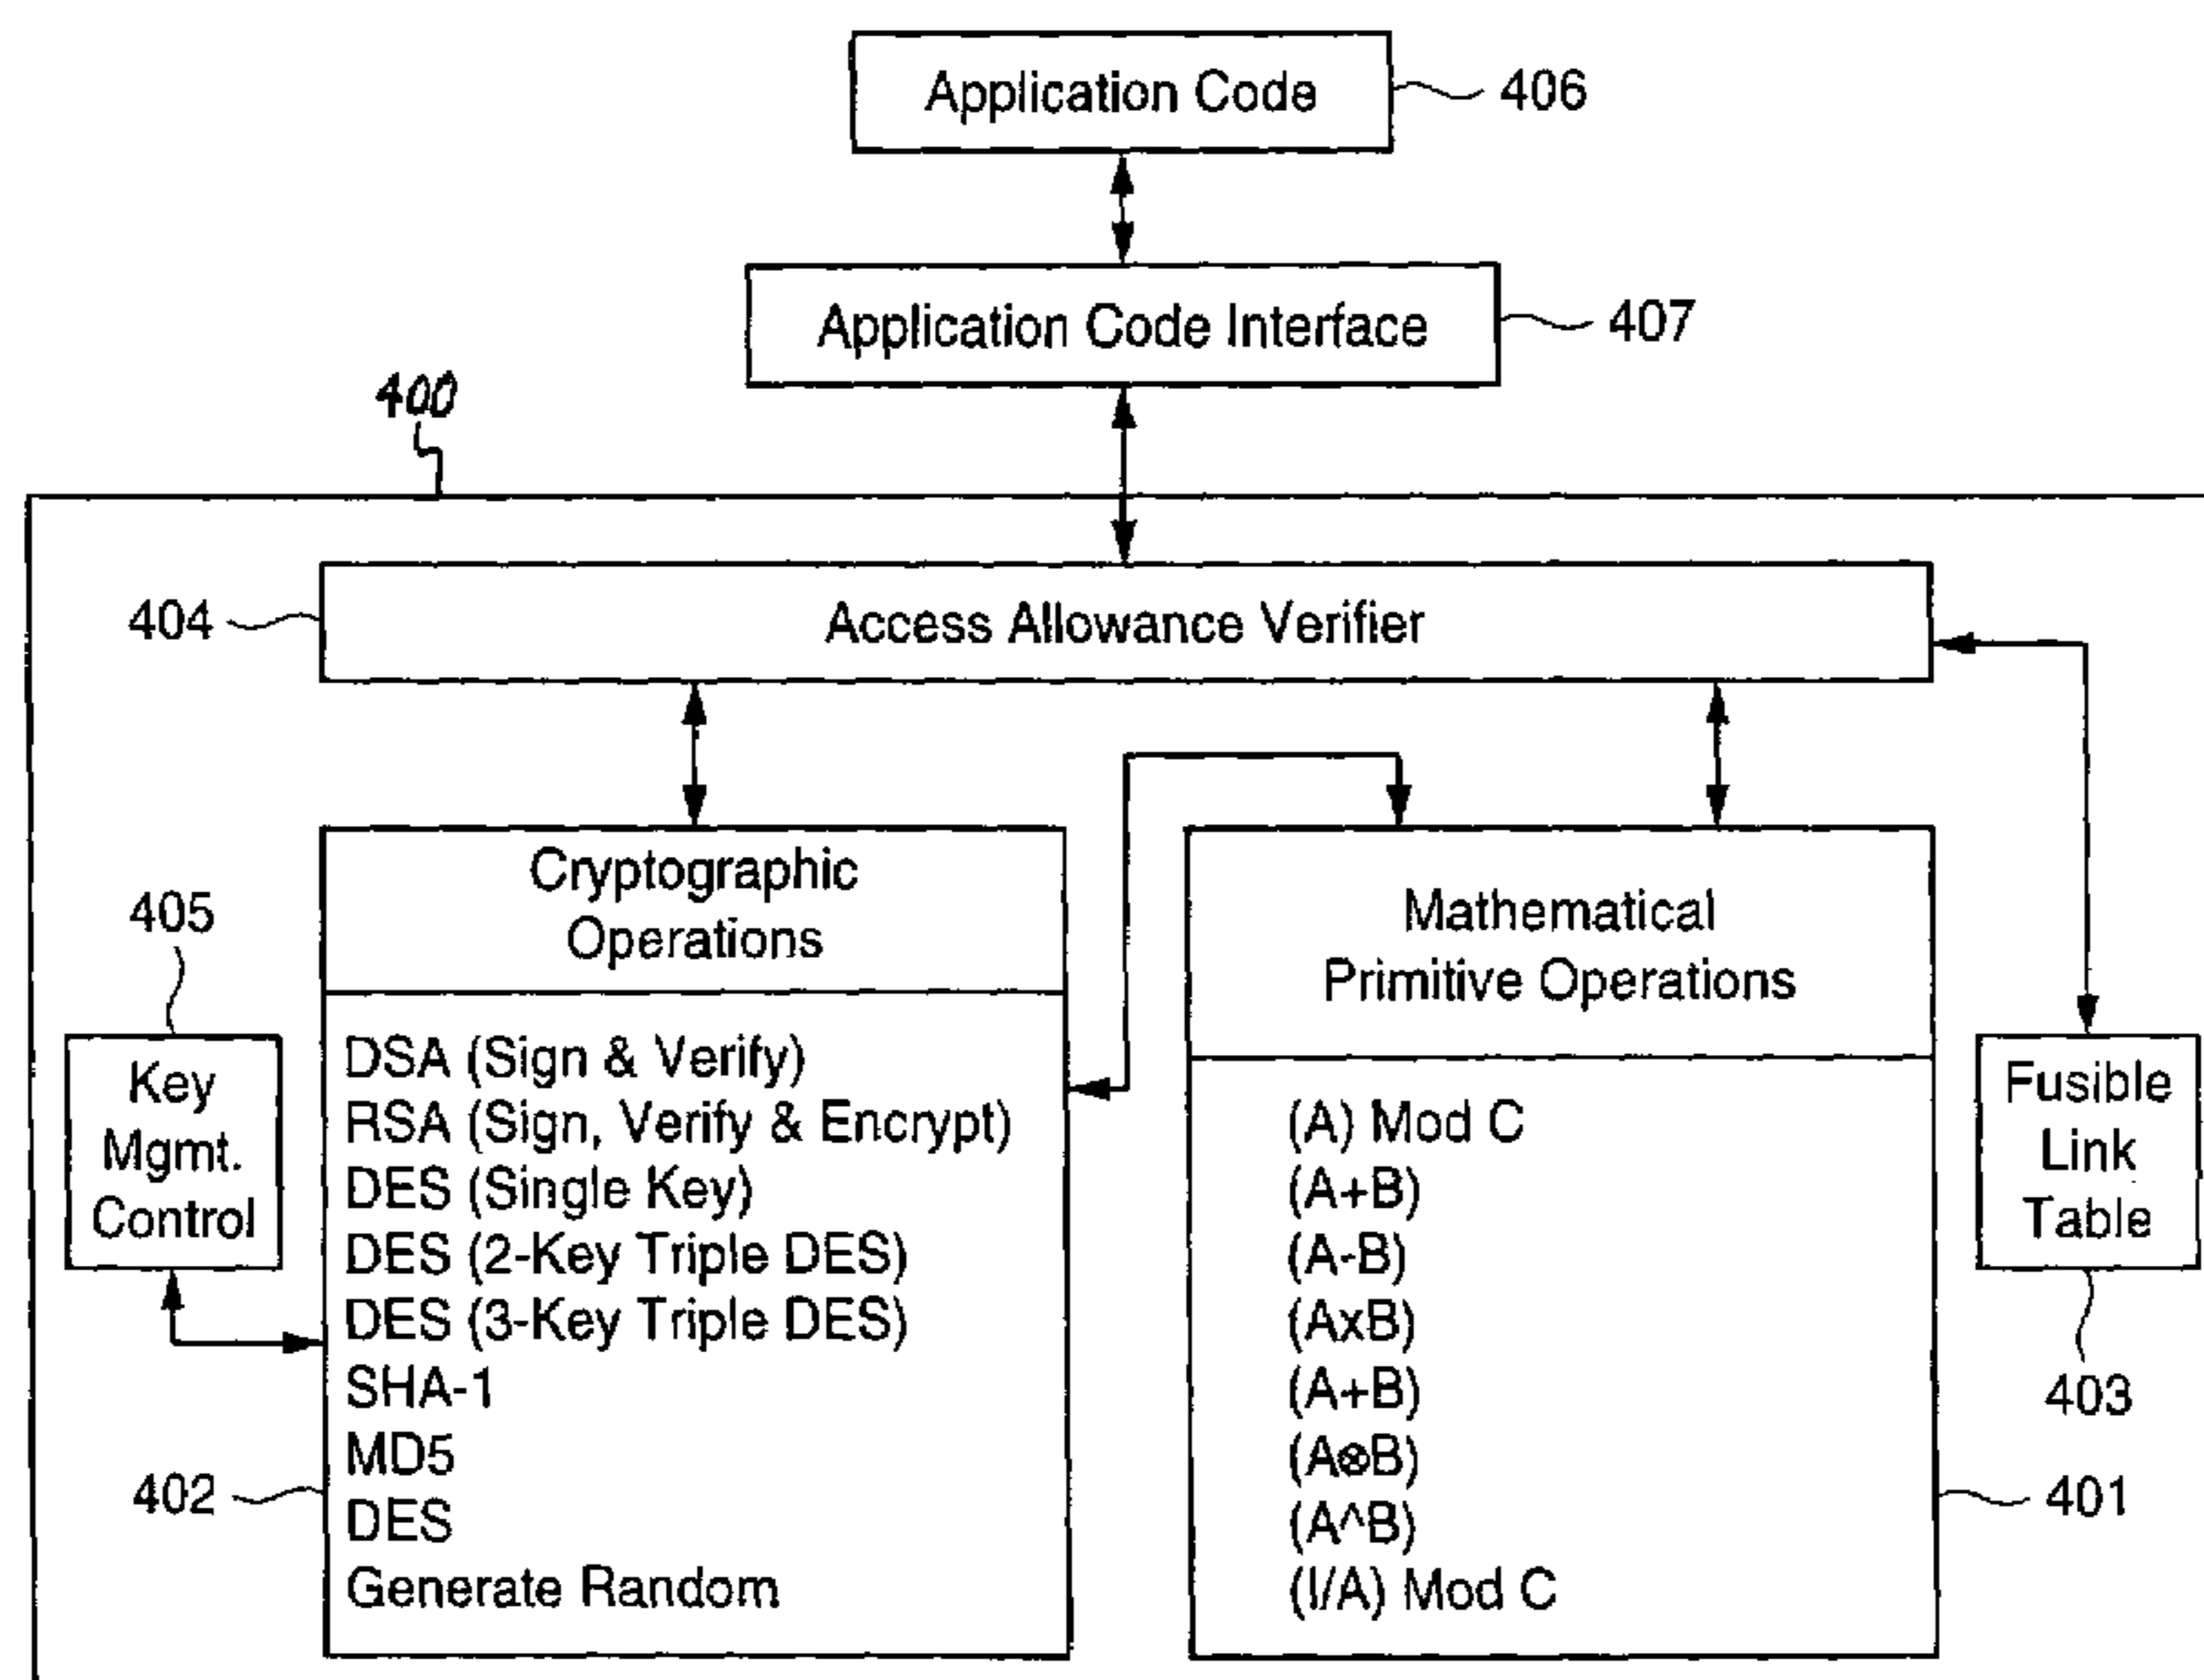 Application Code
406
Application Code Interface
407
400
404
Access Allowance Verifier
Cryptographic
Operations
DSA (Sign & Verify)
RSA (Sign, Verify & Encrypt)
DES (Single Key)
DES (2-Key Triple DES)
DES (3-Key Triple DES)
SHA-1
MD5
DES
Generate Random
402
405
Key
Mgmt.
Control
Mathematical
Primitive Operations
(A) Mod C
(A+B)
(A-B)
(AxB)
(A+B)
(A⊗B)
(A^B)
(I/A) Mod C
401
Fusible
Link
Table
403